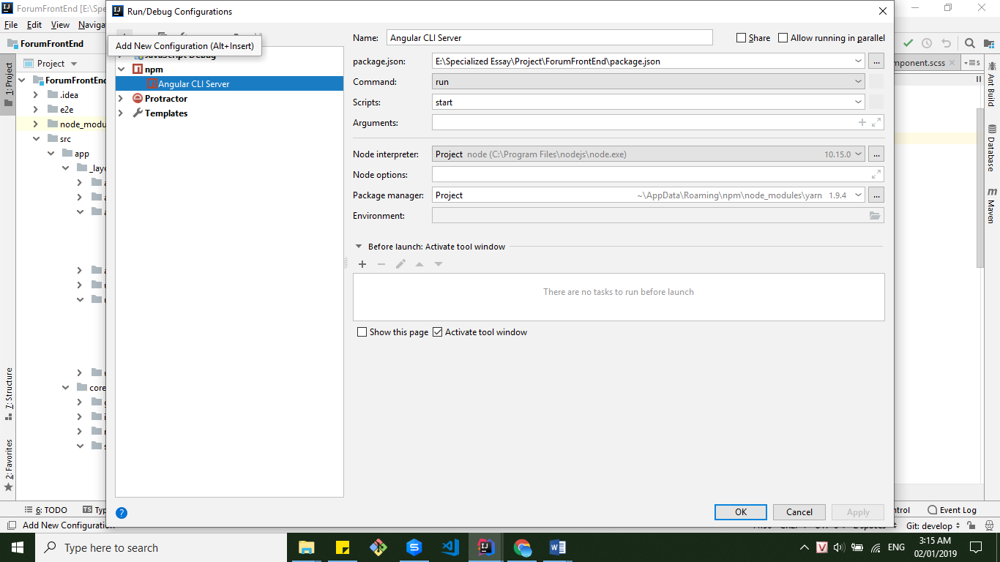 ForumFrontEnd [E:\Spe
Run/Debug Configurations
File Edit View Naviga
ForumFrontEnd
Add New Configuration (Alt+Insert)
JavaScript Debug
npm
Angular CLI Server
Protractor
Templates
Name: Angular CLI Server
Share
Allow running in parallel
package.json: E:\Specialized Essay\Project\ForumFrontEnd\package.json ...
Command: run
Scripts: start
Arguments:
Node interpreter: Project node (C:\Program Files\nodejs\node.exe) 10.15.0 ...
Node options:
Package manager: Project ~\AppData\Roaming\npm\node_modules\yarn 1.9.4 ...
Environment:
Before launch: Activate tool window
There are no tasks to run before launch
Show this page
Activate tool window
OK
Cancel
Apply
?
1: Project
Project
ForumFrontEnd
.idea
e2e
node_modu
src
app
_layo
core
7: Structure
2: Favorites
mponent.scss
5
Ant Build
Database
m
Maven
6: TODO
TS Typ
ntrol
Event Log
Add New Configuration
Git: develop
Type here to search
ENG
3:15 AM
02/01/2019